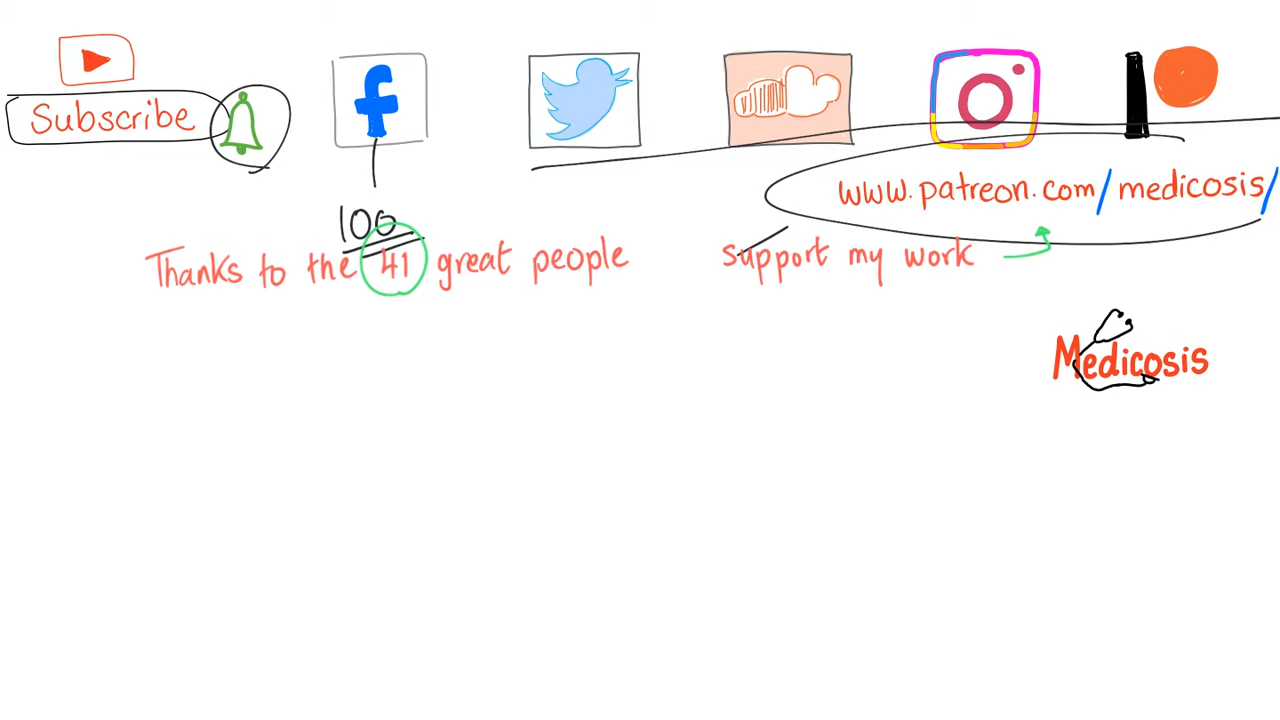 Subscribe
www.patreon.com/medicosis/
100
Thanks to the 41 great people support my work
Medicosis